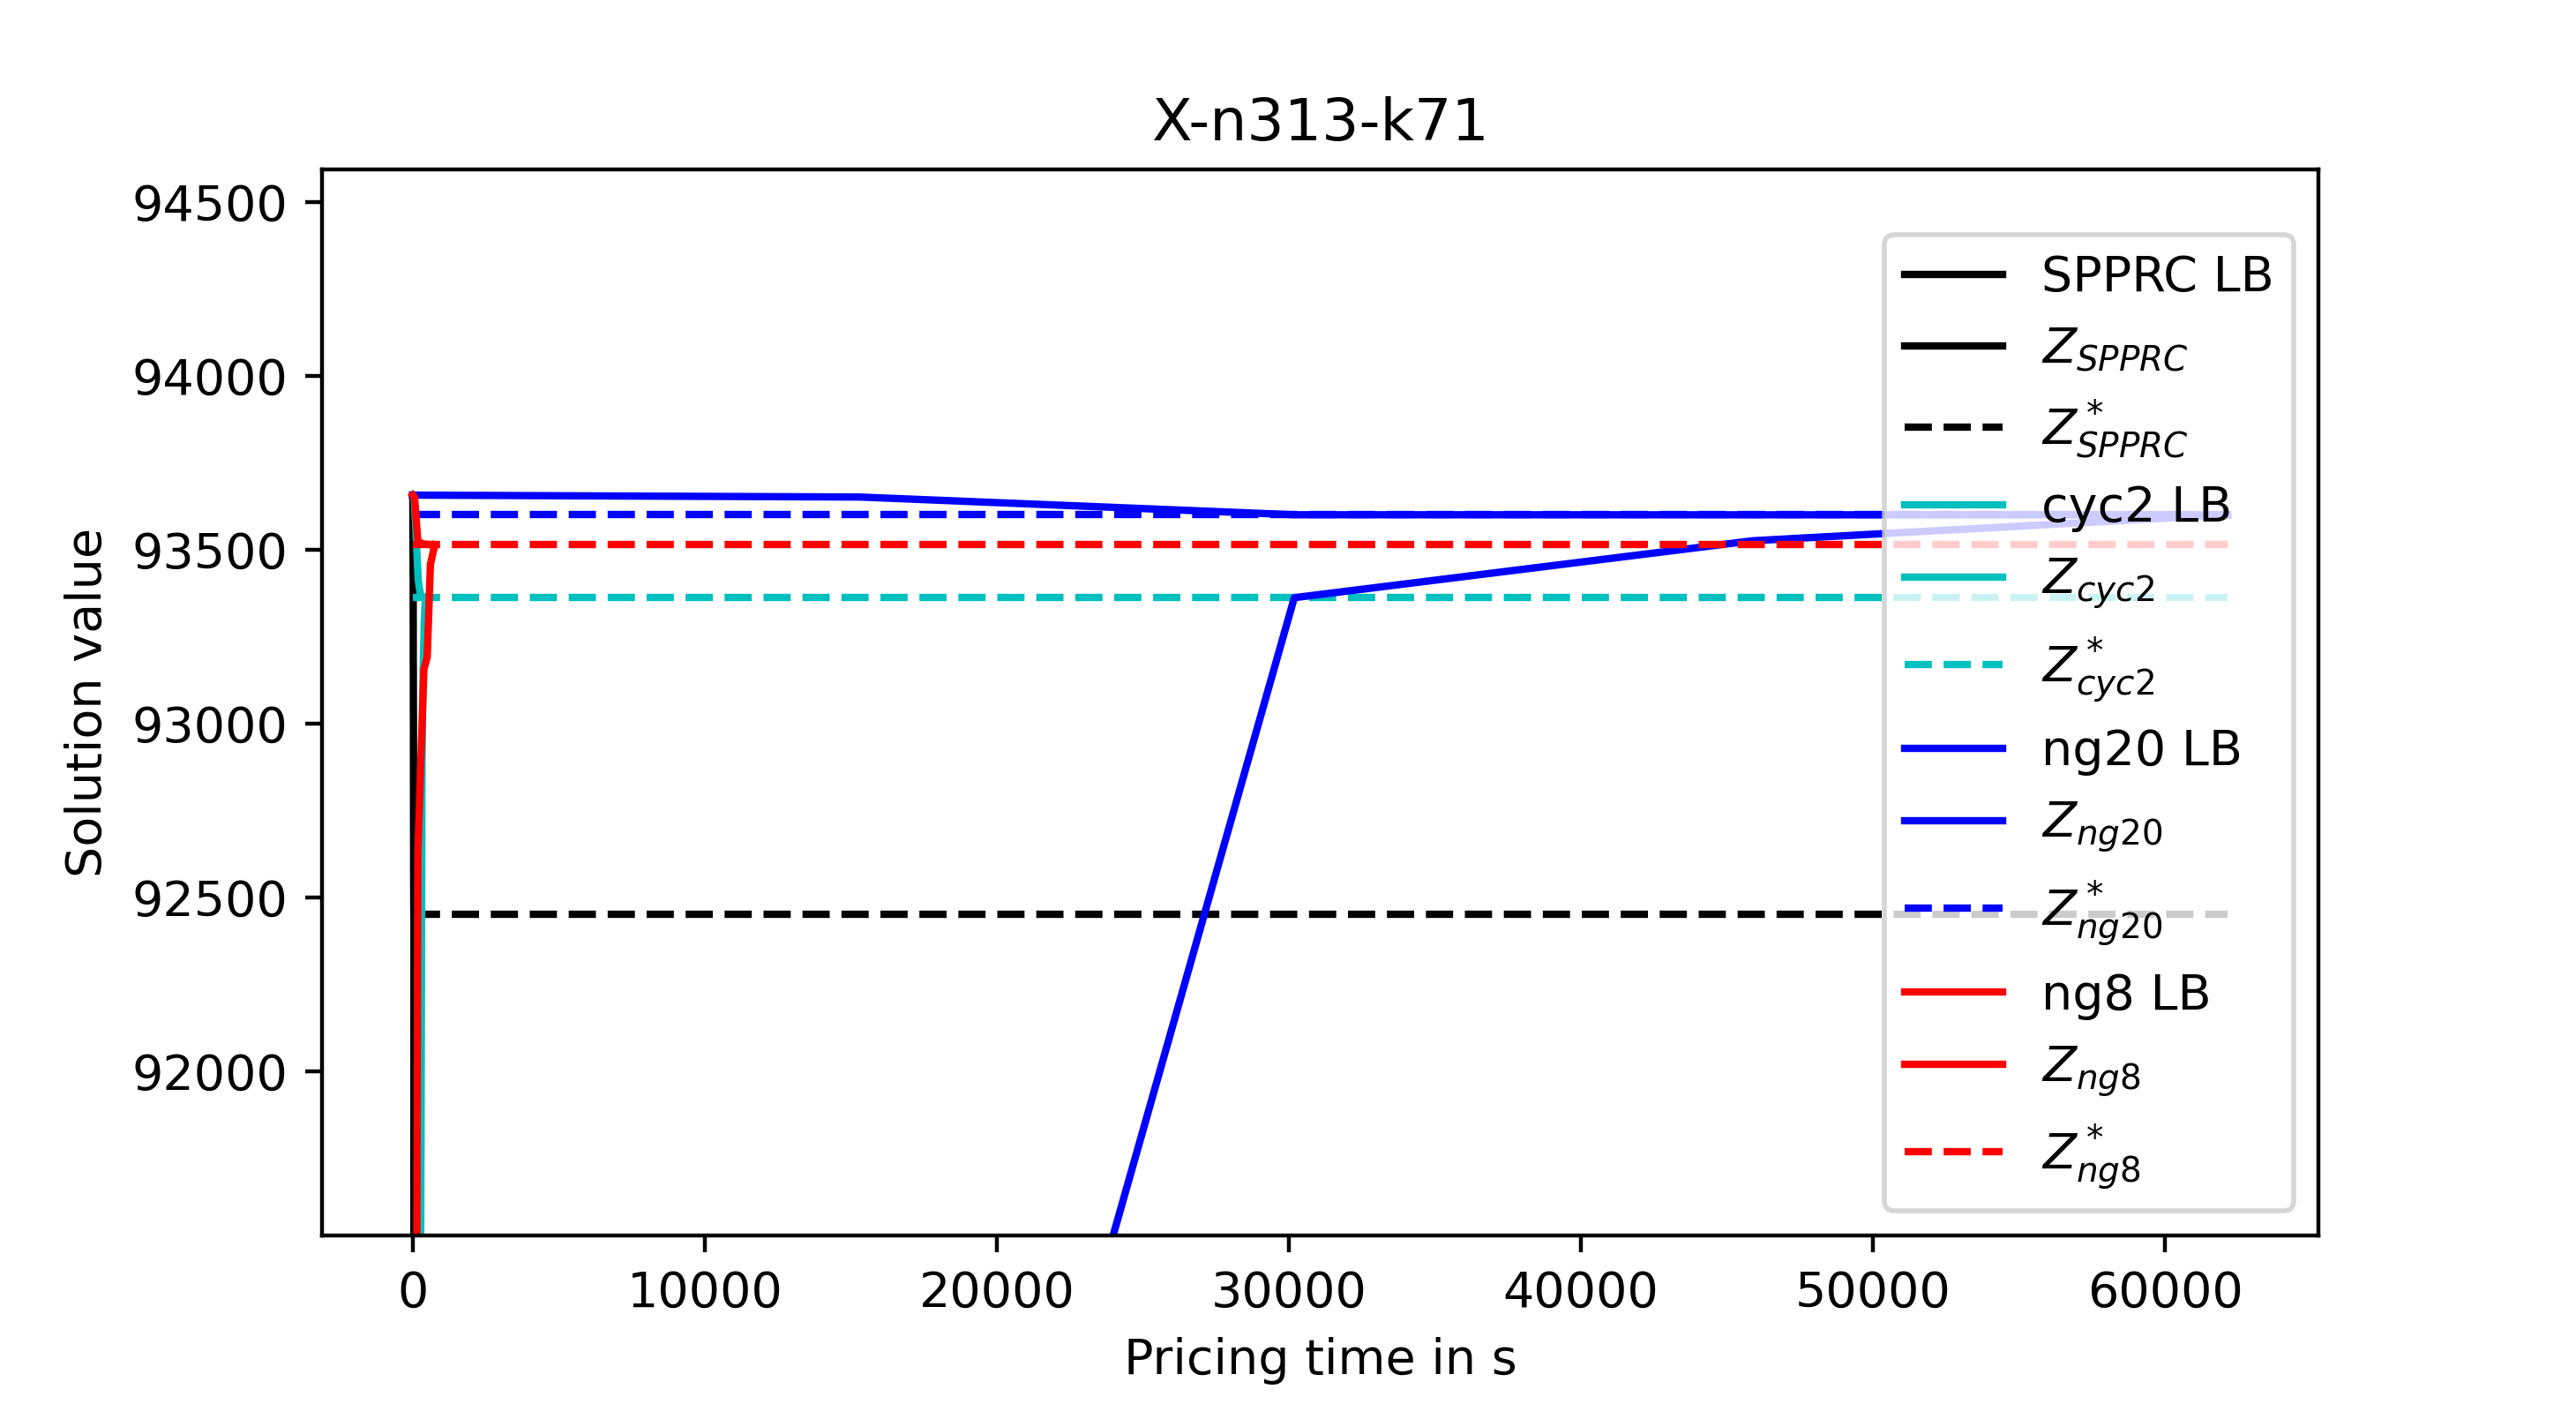 X-n313-k71
94500
94000
93500
93000
92500
92000
Solution value
0 10000 20000 30000 40000 50000 60000
Pricing time in s
SPPRC LB
Z_SPPRC
Z*_SPPRC
cyc2 LB
Z_cyc2
Z*_cyc2
ng20 LB
Z_ng20
Z*_ng20
ng8 LB
Z_ng8
Z*_ng8